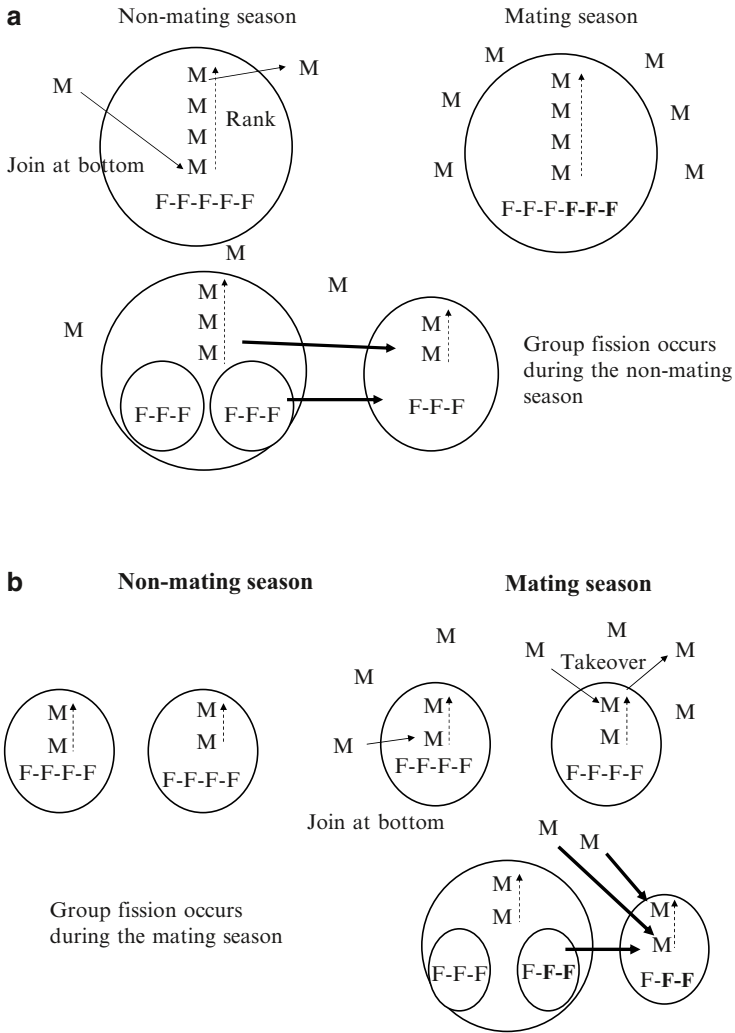 a
Non-mating season
Mating season
M
M
M
M
M
M
Rank
Join at bottom
F-F-F-F-F
M
M
M
M
M
M
M
M
M
M
F-F-F-F-F-F
M
M
M
M
M
M
F-F-F
F-F-F
M
M
F-F-F
Group fission occurs
during the non-mating
season
b
Non-mating season
Mating season
M
M
F-F-F-F
M
M
F-F-F-F
M
M
M
M
M
F-F-F-F
Join at bottom
M
M
Takeover
M
M
M
M
F-F-F-F
Group fission occurs
during the mating season
M
M
M
M
F-F-F
F-F-F
M
M
F-F-F